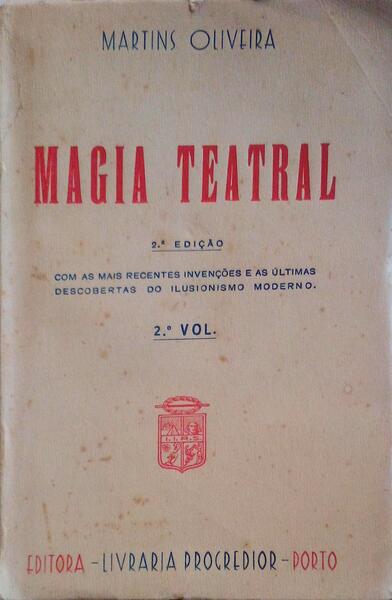 MARTINS OLIVEIRA
MAGIA TEATRAL
2.ª EDIÇÃO
COM AS MAIS RECENTES INVENÇÕES E AS ÚLTIMAS
DESCOBERTAS DO ILUSIONISMO MODERNO.
2.º VOL.
EDITORA - LIVRARIA PROGREDIOR - PORTO